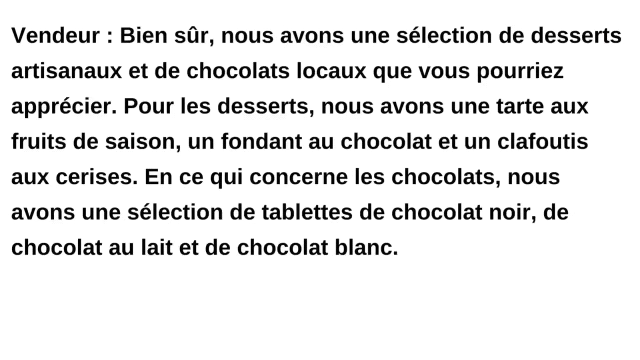 Vendeur : Bien sûr, nous avons une sélection de desserts
artisanaux et de chocolats locaux que vous pourriez
apprécier. Pour les desserts, nous avons une tarte aux
fruits de saison, un fondant au chocolat et un clafoutis
aux cerises. En ce qui concerne les chocolats, nous
avons une sélection de tablettes de chocolat noir, de
chocolat au lait et de chocolat blanc.